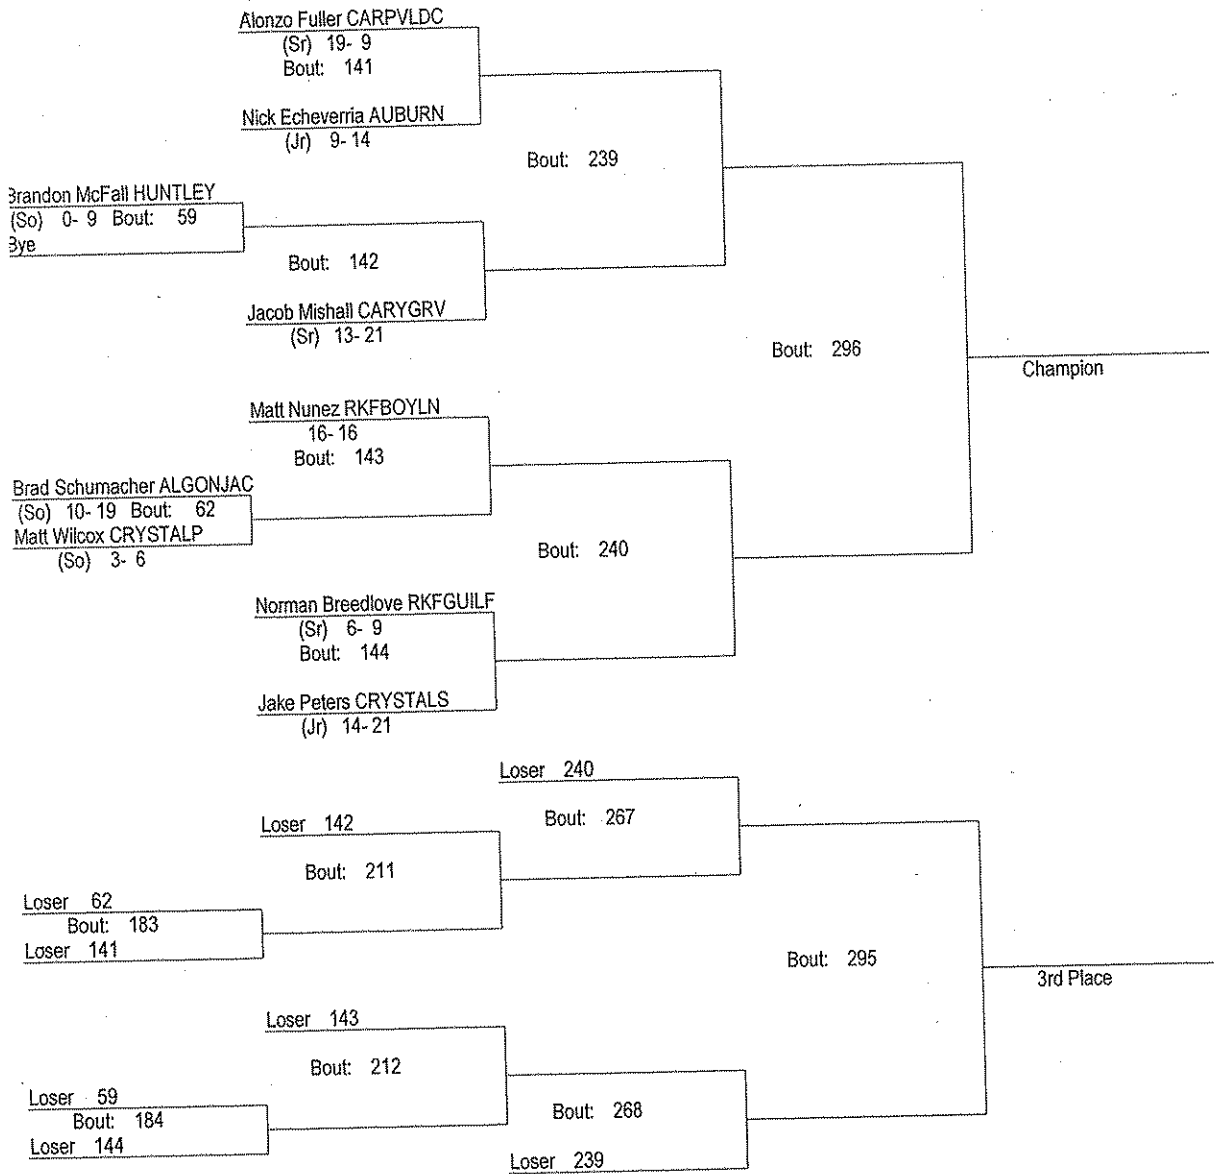 Alonzo Fuller CARPVLDC
(Sr) 19- 9
Bout: 141
Nick Echeverria AUBURN
(Jr) 9- 14
Bout: 239
Brandon McFall HUNTLEY
(So) 0- 9 Bout: 59
Bye
Bout: 142
Jacob Mishall CARYGRV
(Sr) 13- 21
Bout: 296
Champion
Matt Nunez RKFBOYLN
16- 16
Bout: 143
Brad Schumacher ALGONJAC
(So) 10- 19 Bout: 62
Matt Wilcox CRYSTALP
(So) 3- 6
Bout: 240
Norman Breedlove RKFGUILF
(Sr) 6- 9
Bout: 144
Jake Peters CRYSTALS
(Jr) 14- 21
Loser 240
Bout: 267
Loser 142
Bout: 211
Loser 62
Bout: 183
Loser 141
Bout: 295
3rd Place
Loser 143
Bout: 212
Loser 59
Bout: 184
Loser 144
Bout: 268
Loser 239